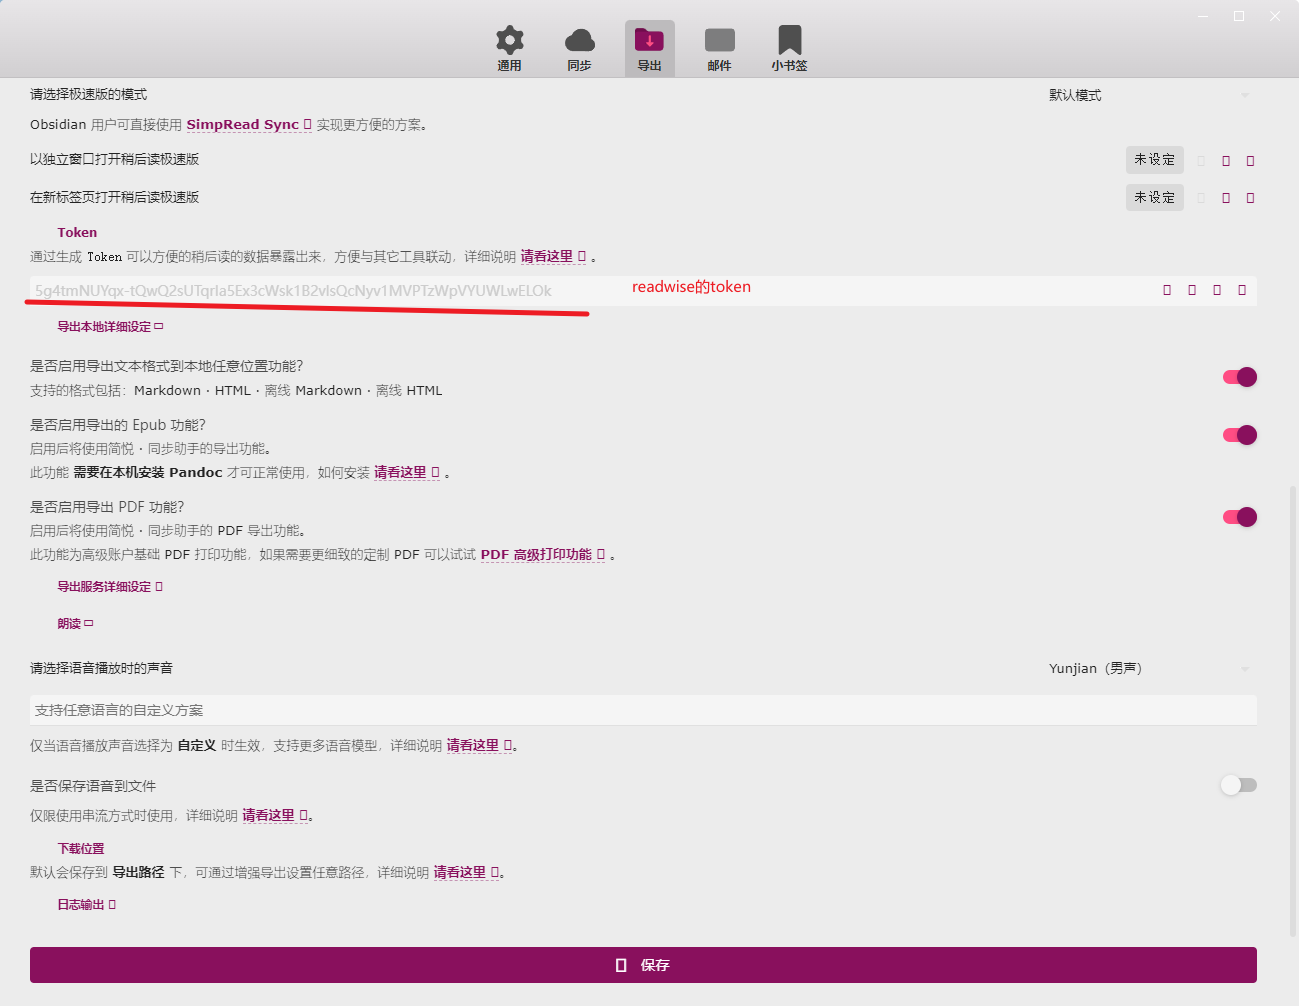 通用 同步 导出 邮件 小书签
请选择极速版的模式 默认模式
Obsidian 用户可直接使用 SimpRead Sync 实现更方便的方案。
以独立窗口打开稍后读极速版 未设定
在新标签页打开稍后读极速版 未设定
Token
通过生成 Token 可以方便的稍后读的数据暴露出来，方便与其它工具联动，详细说明 请看这里 。
5g4tmNUYqx-tQwQ2sUTqrIa5Ex3cWsk1B2vlsQcNyv1MVPTzWpVYUWLwELOk readwise的token
导出本地详细设定
是否启用导出文本格式到本地任意位置功能？
支持的格式包括：Markdown · HTML · 离线 Markdown · 离线 HTML
是否启用导出的 Epub 功能？
启用后将使用简悦 · 同步助手的导出功能。
此功能 需要在本机安装 Pandoc 才可正常使用，如何安装 请看这里 。
是否启用导出 PDF 功能？
启用后将使用简悦 · 同步助手的 PDF 导出功能。
此功能为高级账户基础 PDF 打印功能，如果需要更细致的定制 PDF 可以试试 PDF 高级打印功能 。
导出服务详细设定
朗读
请选择语音播放时的声音 Yunjian（男声）
支持任意语言的自定义方案
仅当语音播放声音选择为 自定义 时生效，支持更多语音模型，详细说明 请看这里 。
是否保存语音到文件
仅限使用串流方式时使用，详细说明 请看这里 。
下载位置
默认会保存到 导出路径 下，可通过增强导出设置任意路径，详细说明 请看这里 。
日志输出
保存